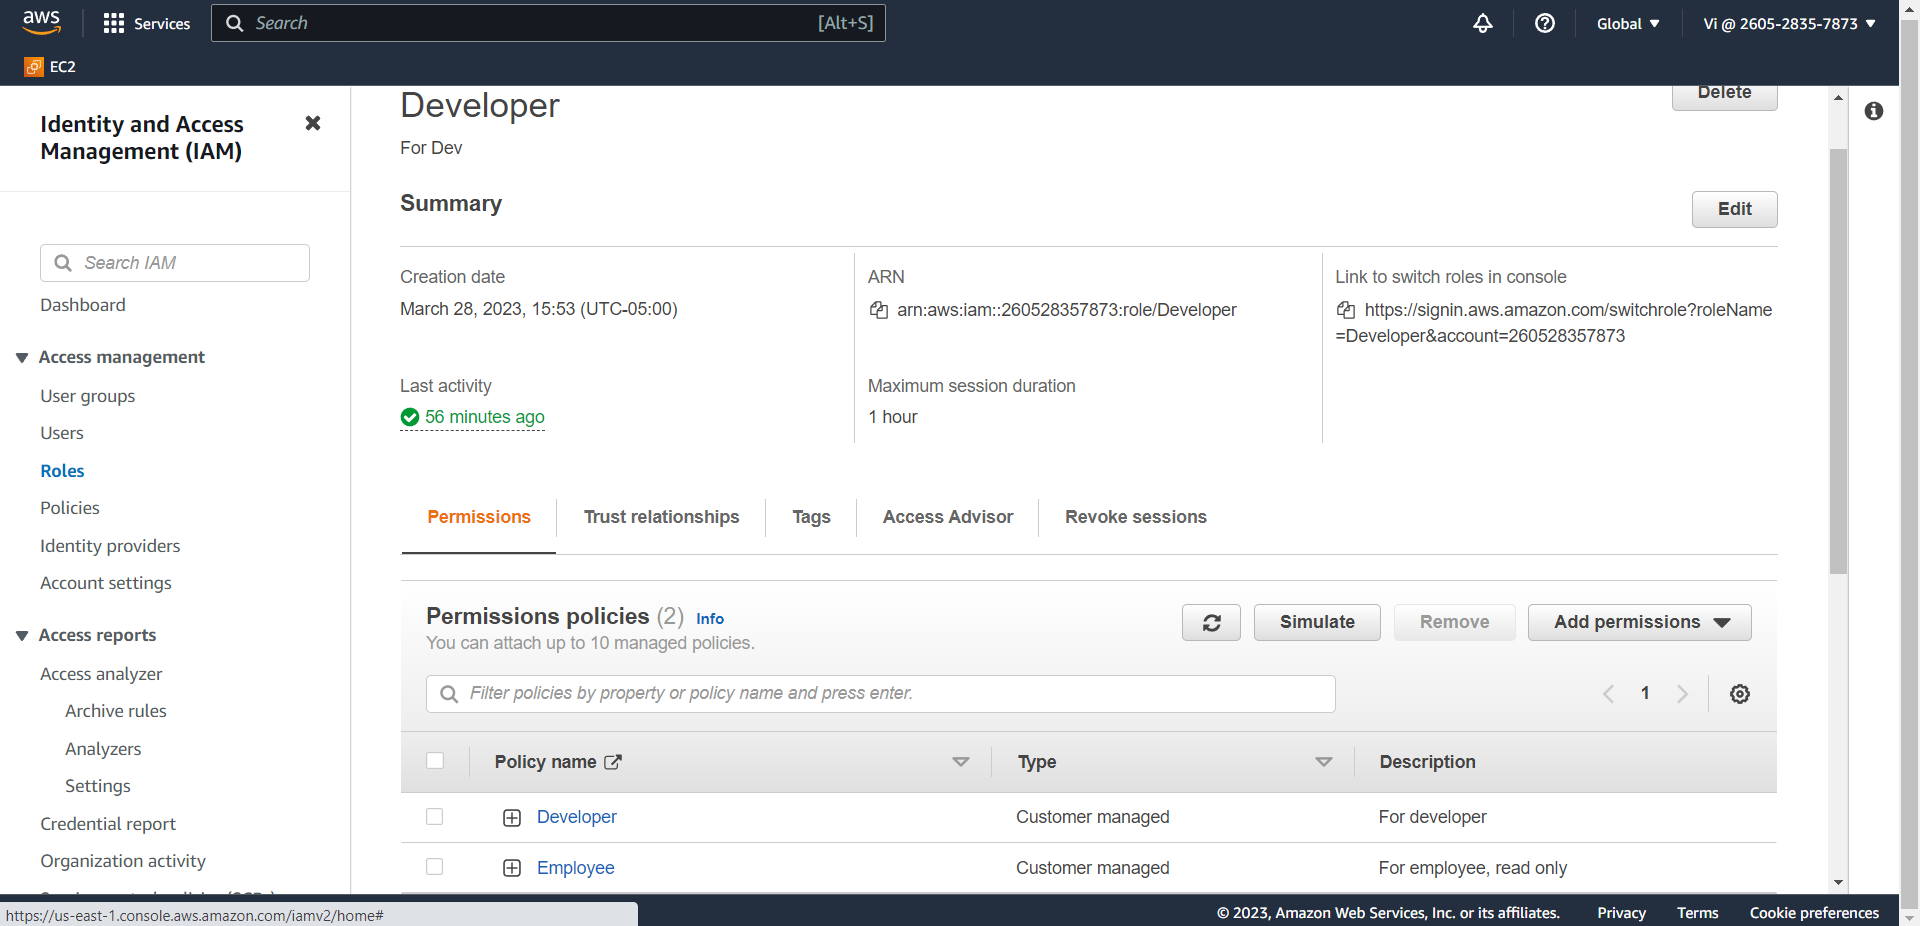 aws
Services
Search
[Alt+S]
Global
Vi @ 2605-2835-7873
EC2
Identity and Access
Management (IAM)
Search IAM
Dashboard
Access management
User groups
Users
Roles
Policies
Identity providers
Account settings
Access reports
Access analyzer
Archive rules
Analyzers
Settings
Credential report
Organization activity
Developer
Delete
For Dev
Summary
Edit
Creation date
March 28, 2023, 15:53 (UTC-05:00)
ARN
arn:aws:iam::260528357873:role/Developer
Link to switch roles in console
https://signin.aws.amazon.com/switchrole?roleName
=Developer&account=260528357873
Last activity
56 minutes ago
Maximum session duration
1 hour
Permissions
Trust relationships
Tags
Access Advisor
Revoke sessions
Permissions policies (2) Info
You can attach up to 10 managed policies.
Simulate
Remove
Add permissions
Filter policies by property or policy name and press enter.
1
Policy name
Type
Description
Developer
Customer managed
For developer
Employee
Customer managed
For employee, read only
https://us-east-1.console.aws.amazon.com/iamv2/home#
© 2023, Amazon Web Services, Inc. or its affiliates.
Privacy
Terms
Cookie preferences